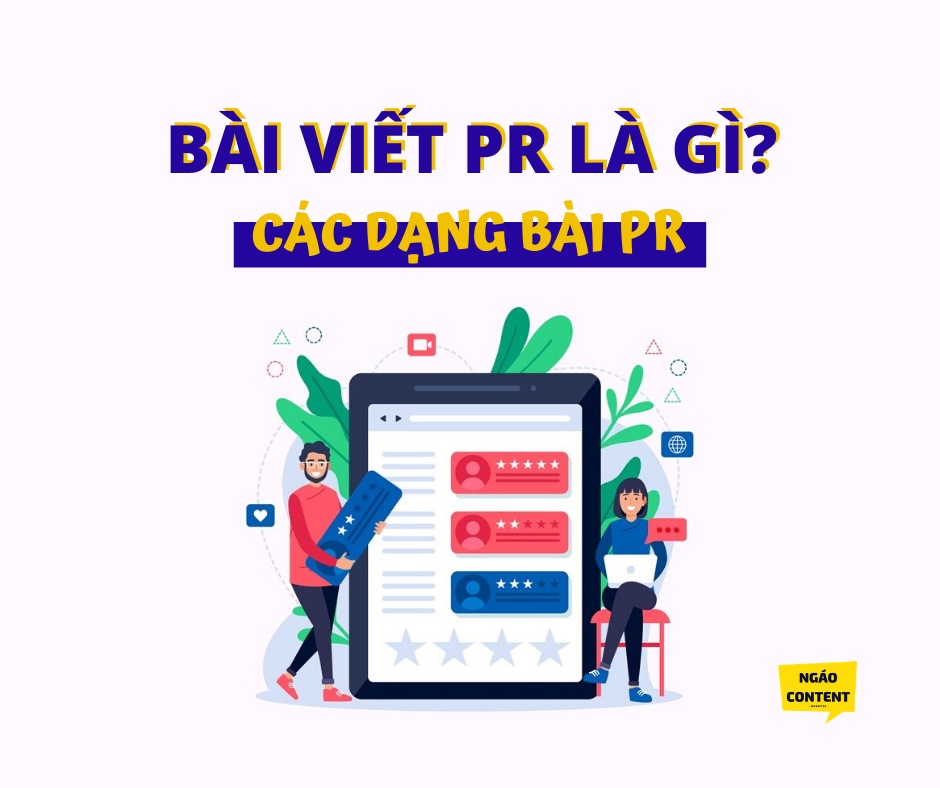 BÀI VIẾT PR LÀ GÌ?
CÁC DẠNG BÀI PR
NGÁO
CONTENT